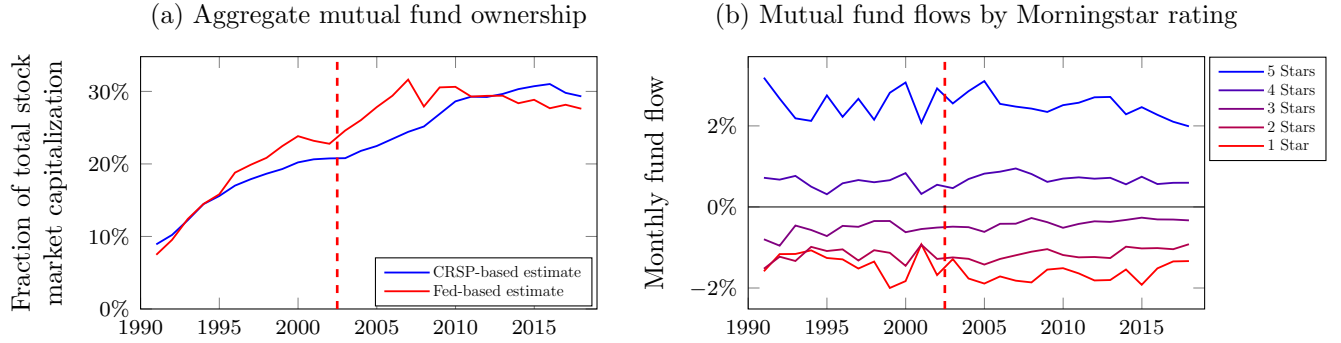 (a) Aggregate mutual fund ownership
Fraction of total stock
market capitalization
30%
20%
10%
0%
1990 1995 2000 2005 2010 2015
CRSP-based estimate
Fed-based estimate
(b) Mutual fund flows by Morningstar rating
Monthly fund flow
2%
0%
−2%
1990 1995 2000 2005 2010 2015
5 Stars
4 Stars
3 Stars
2 Stars
1 Star